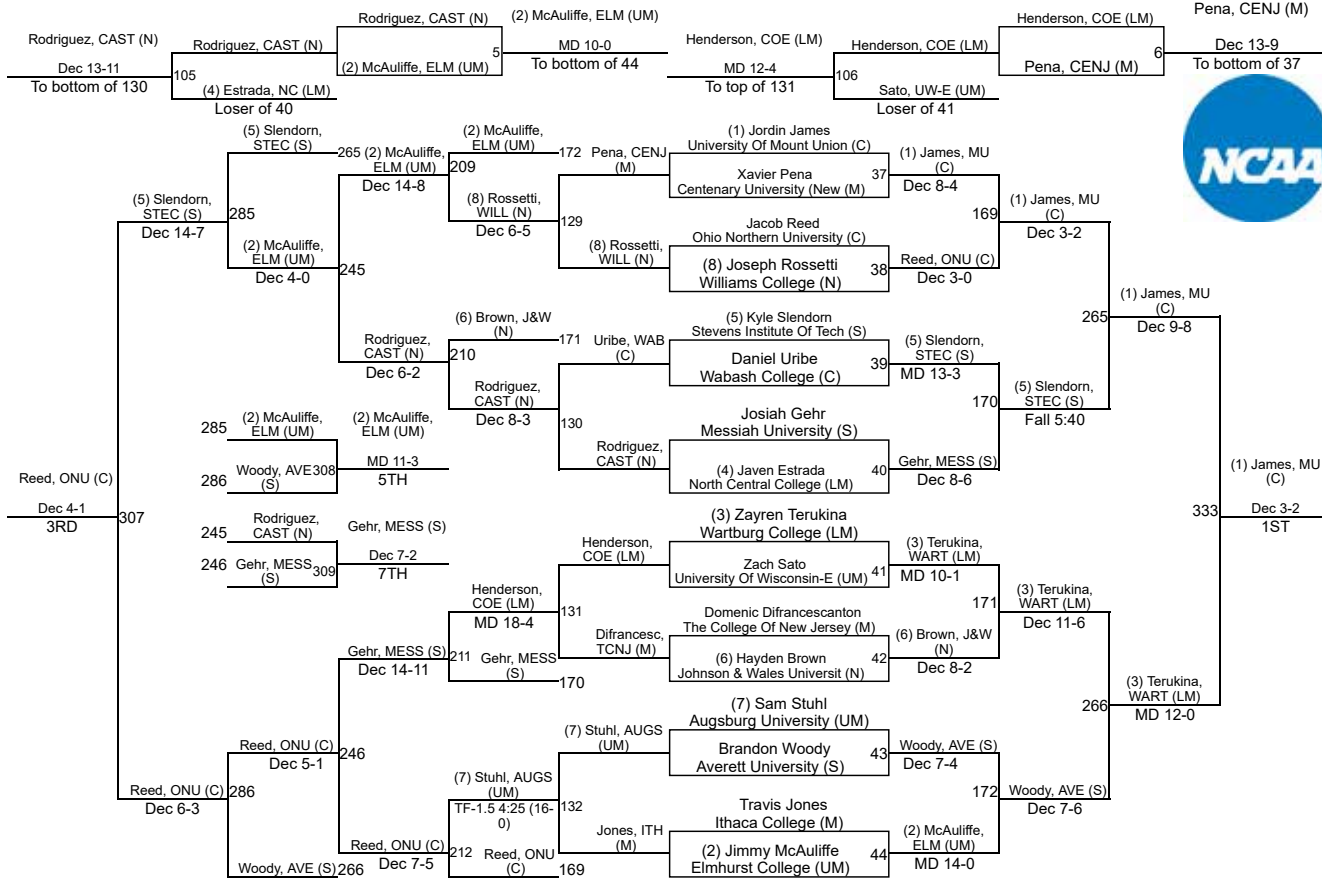 Rodriguez, CAST (N)
Dec 13-11
To bottom of 130
Rodriguez, CAST (N)
105
(4) Estrada, NC (LM)
Loser of 40
Rodriguez, CAST (N)
5
(2) McAuliffe, ELM (UM)
(2) McAuliffe, ELM (UM)
MD 10-0
To bottom of 44
Henderson, COE (LM)
MD 12-4
To top of 131
Henderson, COE (LM)
106
Sato, UW-E (UM)
Loser of 41
Henderson, COE (LM)
6
Pena, CENJ (M)
Pena, CENJ (M)
Dec 13-9
To bottom of 37
NCAA
(5) Slendorn,
STEC (S)
265
(5) Slendorn,
STEC (S)
Dec 14-7
285
(2) McAuliffe,
ELM (UM)
Dec 4-0
(2) McAuliffe,
ELM (UM)
Dec 14-8
245
(2) McAuliffe,
ELM (UM)
172
209
(8) Rossetti,
WILL (N)
Dec 6-5
Pena, CENJ
(M)
129
(8) Rossetti,
WILL (N)
(1) Jordin James
University Of Mount Union (C)
Xavier Pena
37
Centenary University (New (M)
Jacob Reed
Ohio Northern University (C)
(8) Joseph Rossetti
38
Williams College (N)
(1) James, MU
(C)
Dec 8-4
169
Reed, ONU (C)
Dec 3-0
(1) James, MU
(C)
Dec 3-2
(6) Brown, J&W
(N)
171
Rodriguez,
CAST (N)
Dec 6-2
210
Rodriguez,
CAST (N)
Dec 8-3
Uribe, WAB
(C)
130
Rodriguez,
CAST (N)
(5) Kyle Slendorn
Stevens Institute Of Tech (S)
Daniel Uribe
39
Wabash College (C)
Josiah Gehr
Messiah University (S)
(4) Javen Estrada
40
North Central College (LM)
(5) Slendorn,
STEC (S)
MD 13-3
170
Gehr, MESS (S)
Dec 8-6
(5) Slendorn,
STEC (S)
Fall 5:40
265
(1) James, MU
(C)
Dec 9-8
285
(2) McAuliffe,
ELM (UM)
286
Woody, AVE
(S)
308
(2) McAuliffe,
ELM (UM)
MD 11-3
5TH
245
Rodriguez,
CAST (N)
246
Gehr, MESS
(S)
309
Gehr, MESS (S)
Dec 7-2
7TH
Reed, ONU (C)
Dec 4-1
3RD
307
(1) James, MU
(C)
Dec 3-2
1ST
333
Henderson,
COE (LM)
131
Difrancesc,
TCNJ (M)
Henderson,
COE (LM)
MD 18-4
211
Gehr, MESS
(S)
170
Gehr, MESS (S)
Dec 14-11
(3) Zayren Terukina
Wartburg College (LM)
Zach Sato
41
University Of Wisconsin-E (UM)
Domenic Difrancescanton
The College Of New Jersey (M)
(6) Hayden Brown
42
Johnson & Wales Universit (N)
(3) Terukina,
WART (LM)
MD 10-1
171
(6) Brown, J&W
(N)
Dec 8-2
(3) Terukina,
WART (LM)
Dec 11-6
266
(3) Terukina,
WART (LM)
MD 12-0
Reed, ONU (C)
Dec 5-1
246
Reed, ONU (C)
Dec 6-3
286
Woody, AVE (S)
266
(7) Stuhl, AUGS
(UM)
132
Jones, ITH
(M)
(7) Stuhl, AUGS
(UM)
TF-1.5 4:25 (16-
0)
Reed, ONU (C)
Dec 7-5
212
Reed, ONU
(C)
169
(7) Sam Stuhl
Augsburg University (UM)
Brandon Woody
43
Averett University (S)
Travis Jones
Ithaca College (M)
(2) Jimmy McAuliffe
44
Elmhurst College (UM)
Woody, AVE (S)
Dec 7-4
172
(2) McAuliffe,
ELM (UM)
MD 14-0
Woody, AVE (S)
Dec 7-6